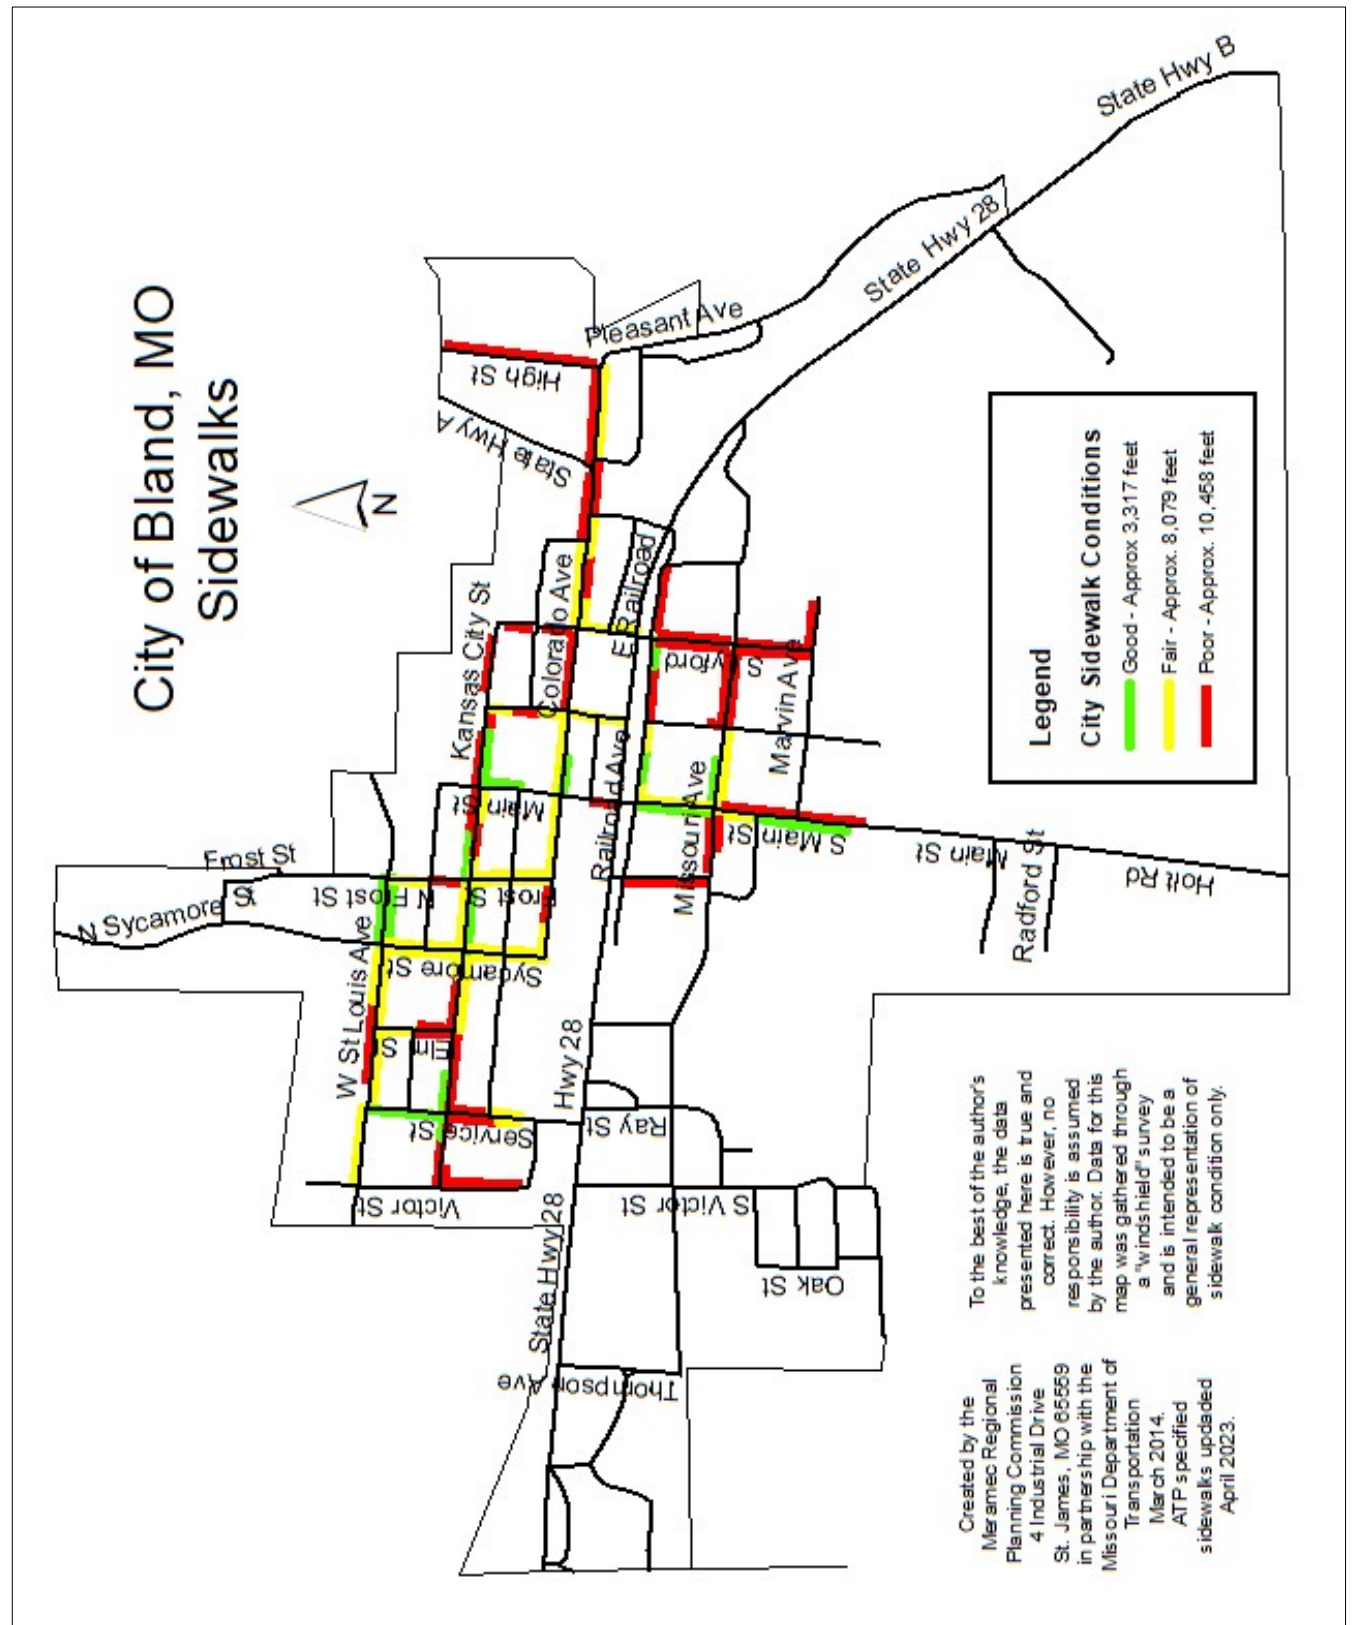 City of Bland, MO
Sidewalks
N
State Hwy B
State Hwy 28
Pleasant Ave
High St
State Hwy A
Kansas City St
Colorado Ave
E Railroad
Marvin Ave
Main St
Railroad Ave
Missouri Ave
S Main St
Main St
Radford St
Holt Rd
Frost St
N Sycamore St
N Frost St
Frost St
W St Louis Ave
Sycamore St
Elm St
Hwy 28
Service St
Ray St
Victor St
S Victor St
State Hwy 28
Oak St
Thompson Ave
Legend
City Sidewalk Conditions
Good - Approx 3,317 feet
Fair - Approx. 8,079 feet
Poor - Approx. 10,458 feet
To the best of the author's
knowledge, the data
presented here is true and
correct. However, no
responsibility is assumed
by the author. Data for this
map was gathered through
a "windshield" survey
and is intended to be a
general representation of
sidewalk condition only.
Created by the
Meramec Regional
Planning Commission
4 Industrial Drive
St. James, MO 65559
in partnership with the
Missouri Department of
Transportation
March 2014.
ATP specified
sidewalks updaded
April 2023.